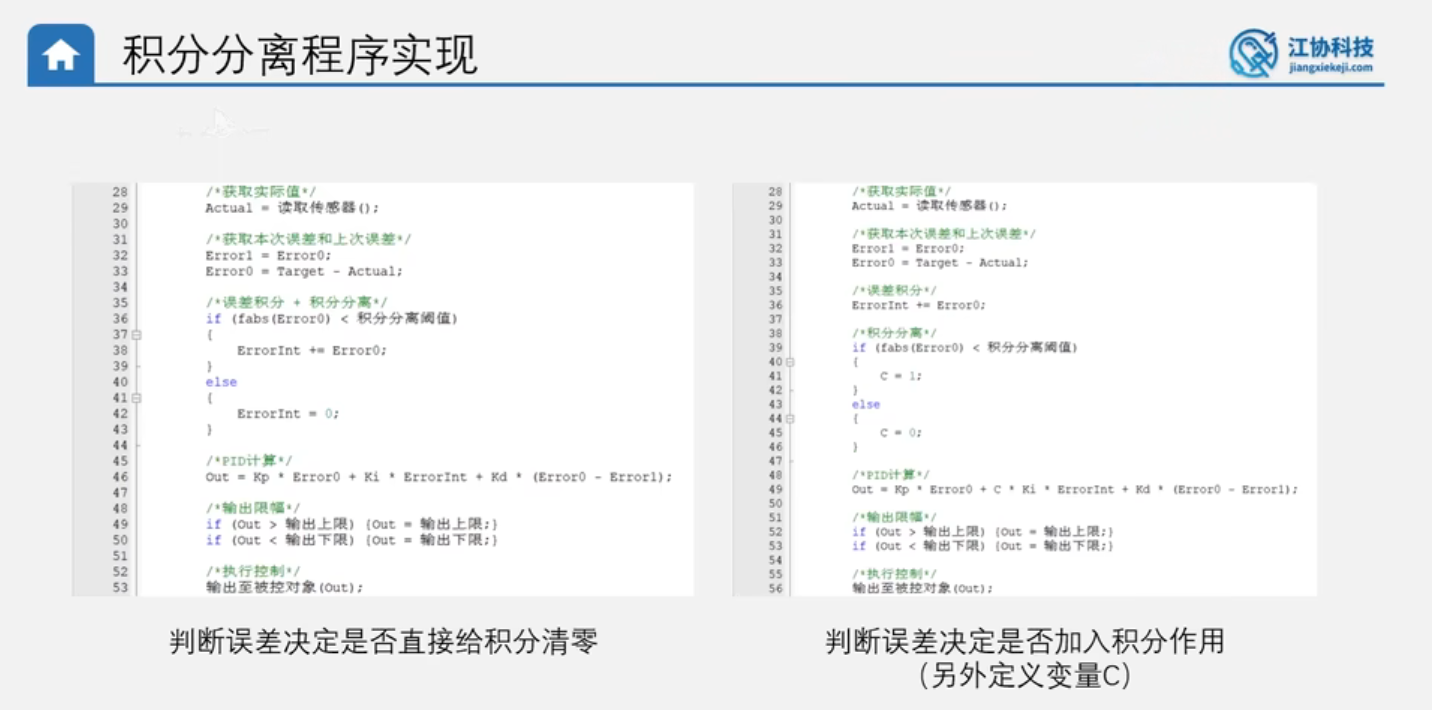 积分分离程序实现
江协科技
jiangxiekeji.com
28 /*获取实际值*/
29 Actual = 读取传感器();
30
31 /*获取本次误差和上次误差*/
32 Error1 = Error0;
33 Error0 = Target - Actual;
34
35 /*误差积分 + 积分分离*/
36 if (fabs(Error0) < 积分分离阈值)
37 {
38 ErrorInt += Error0;
39 }
40 else
41 {
42 ErrorInt = 0;
43 }
44
45 /*PID计算*/
46 Out = Kp * Error0 + Ki * ErrorInt + Kd * (Error0 - Error1);
47
48 /*输出限幅*/
49 if (Out > 输出上限) {Out = 输出上限;}
50 if (Out < 输出下限) {Out = 输出下限;}
51
52 /*执行控制*/
53 输出至被控对象(Out);
判断误差决定是否直接给积分清零
28 /*获取实际值*/
29 Actual = 读取传感器();
30
31 /*获取本次误差和上次误差*/
32 Error1 = Error0;
33 Error0 = Target - Actual;
34
35 /*误差积分*/
36 ErrorInt += Error0;
37
38 /*积分分离*/
39 if (fabs(Error0) < 积分分离阈值)
40 {
41 C = 1;
42 }
43 else
44 {
45 C = 0;
46 }
47
48 /*PID计算*/
49 Out = Kp * Error0 + C * Ki * ErrorInt + Kd * (Error0 - Error1);
50
51 /*输出限幅*/
52 if (Out > 输出上限) {Out = 输出上限;}
53 if (Out < 输出下限) {Out = 输出下限;}
54
55 /*执行控制*/
56 输出至被控对象(Out);
判断误差决定是否加入积分作用
（另外定义变量C）